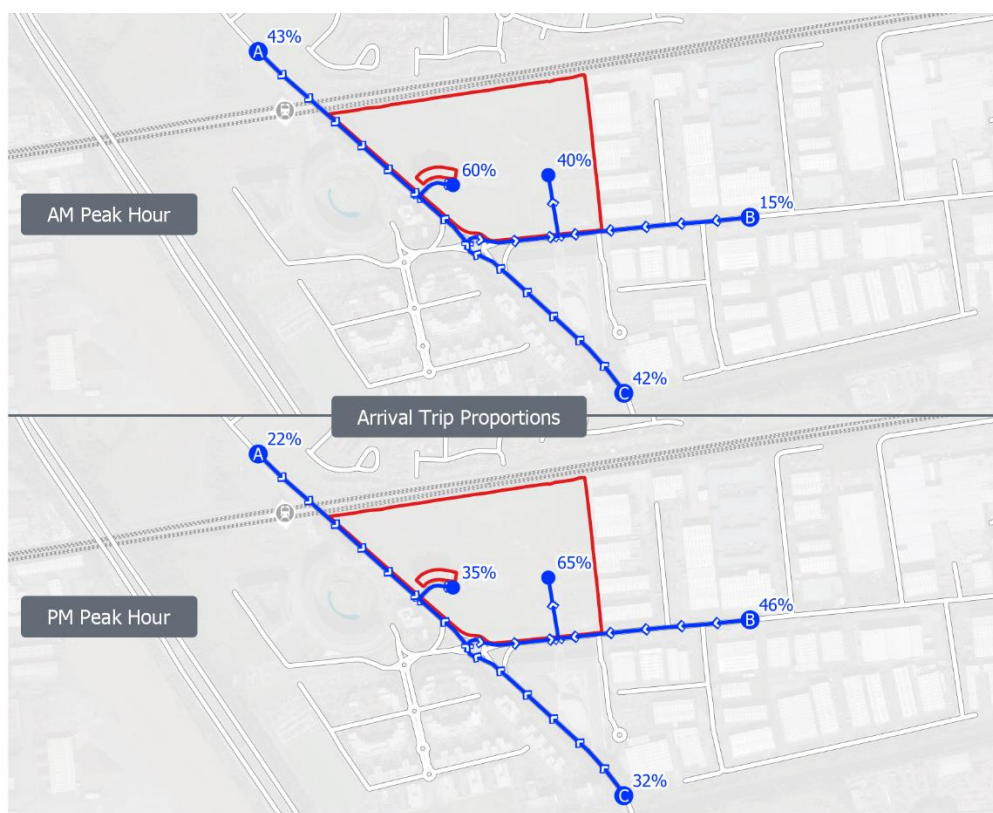 A 43%
60%
40%
AM Peak Hour
15%
B
42%
C
Arrival Trip Proportions
A 22%
35%
65%
PM Peak Hour
46%
B
32%
C